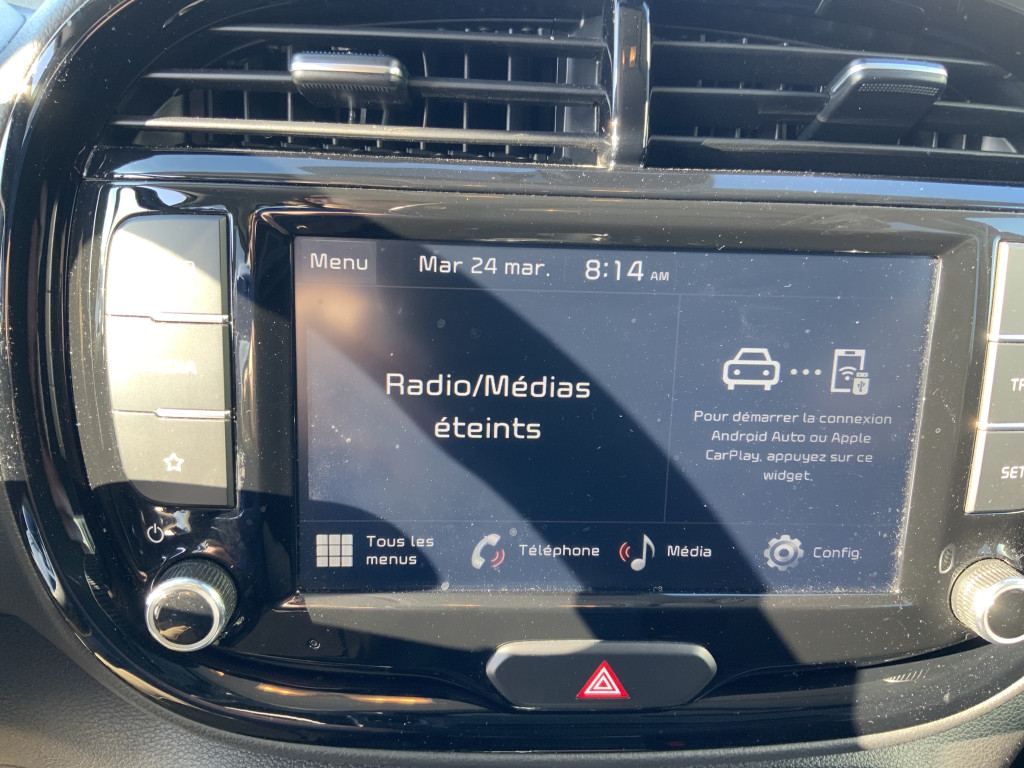 Menu
Mar 24 mar.
8:14 AM
Radio/Médias
éteints
Pour démarrer la connexion
Android Auto ou Apple
CarPlay, appuyez sur ce
widget.
Tous les
menus
Téléphone
Média
Config.